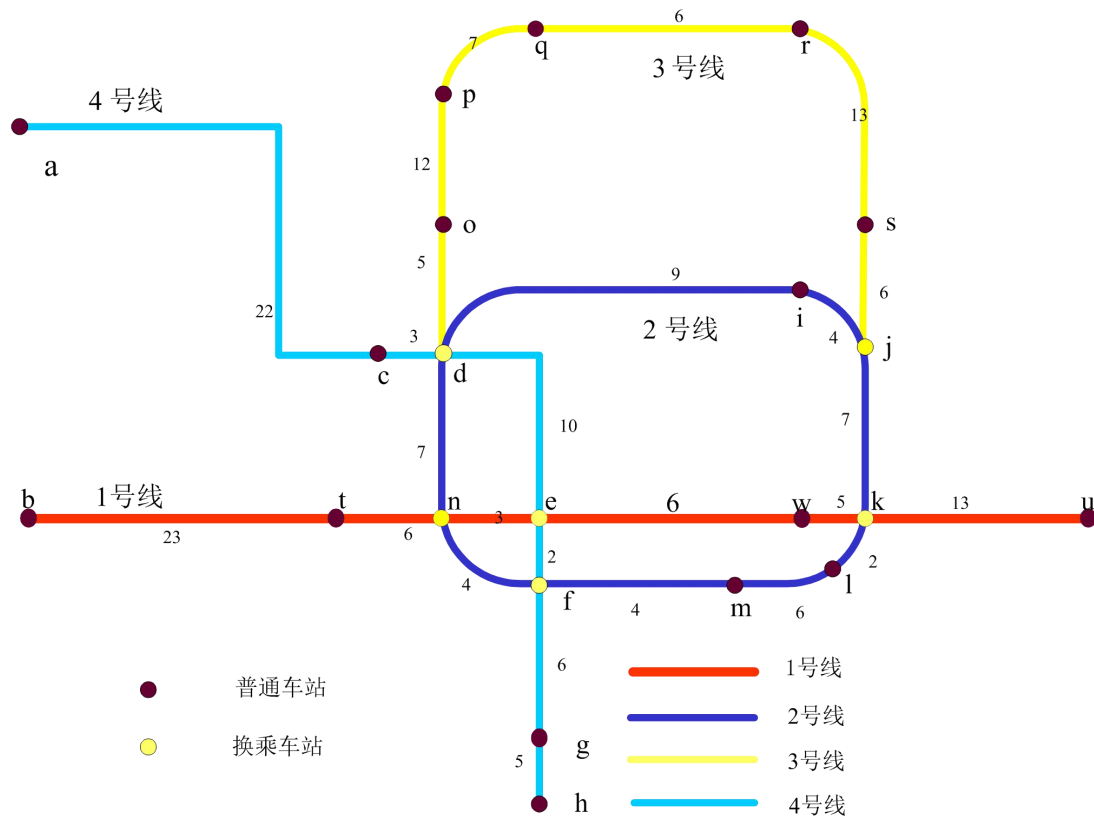 6
q
r
7
3 号线
4 号线
p
a
12
13
o
s
5
9
6
22
i
2 号线
3
4
j
c
d
10
7
7
b
1号线
t
n
e
6
w
5
k
13
u
23
6
3
2
4
f
2
l
4
m
6
6
1号线
普通车站
2号线
换乘车站
g
5
3号线
h
4号线